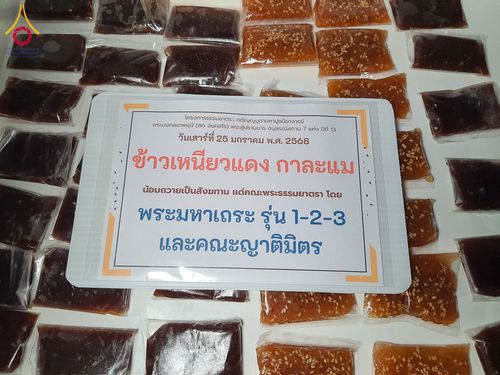 โครงการธรรมยาตรา กตัญญูบูชามหาปูชนียาจารย์
พระมงคลเทพมุนี (สด จนฺทสโร) พระผู้ปราบมาร อนุสรณ์สถาน 7 แห่ง ปีที่ 13
วันเสาร์ที่ 25 มกราคม พ.ศ. 2568
ข้าวเหนียวแดง กาละแม
น้อมถวายเป็นสังฆทาน แด่คณะพระธรรมยาตรา โดย
พระมหาเถระ รุ่น 1-2-3
และคณะญาติมิตร